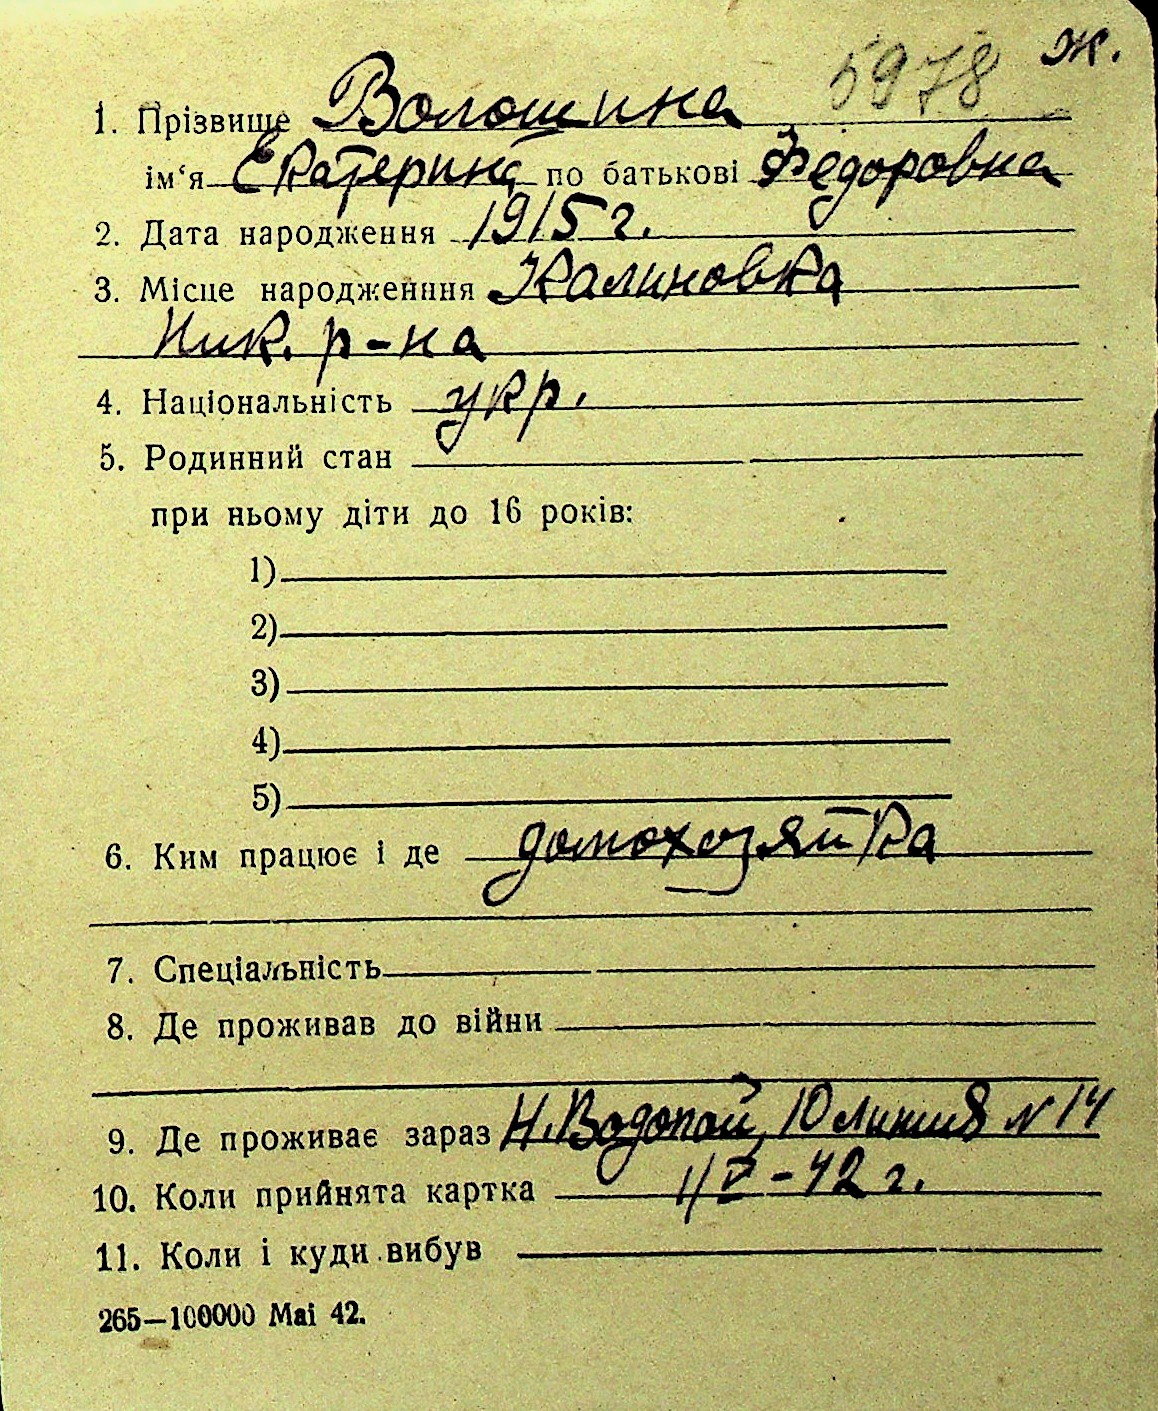 5978 ж.
1. Прізвище Волошина
ім‘я Екатерина по батькові Федоровна
2. Дата народження 1915 г.
3. Місце народженння Калиновка
Ник. р-на
4. Національність укр.
5. Родинний стан
при ньому діти до 16 років:
1)
2)
3)
4)
5)
6. Ким працює і де домохозяйка
7. Спеціальність
8. Де проживав до війни
9. Де проживає зараз Н. Водопой, 10 линия № 14
10. Коли прийнята картка 1/V - 42 г.
11. Коли і куди вибув
265—100000 Маі 42.